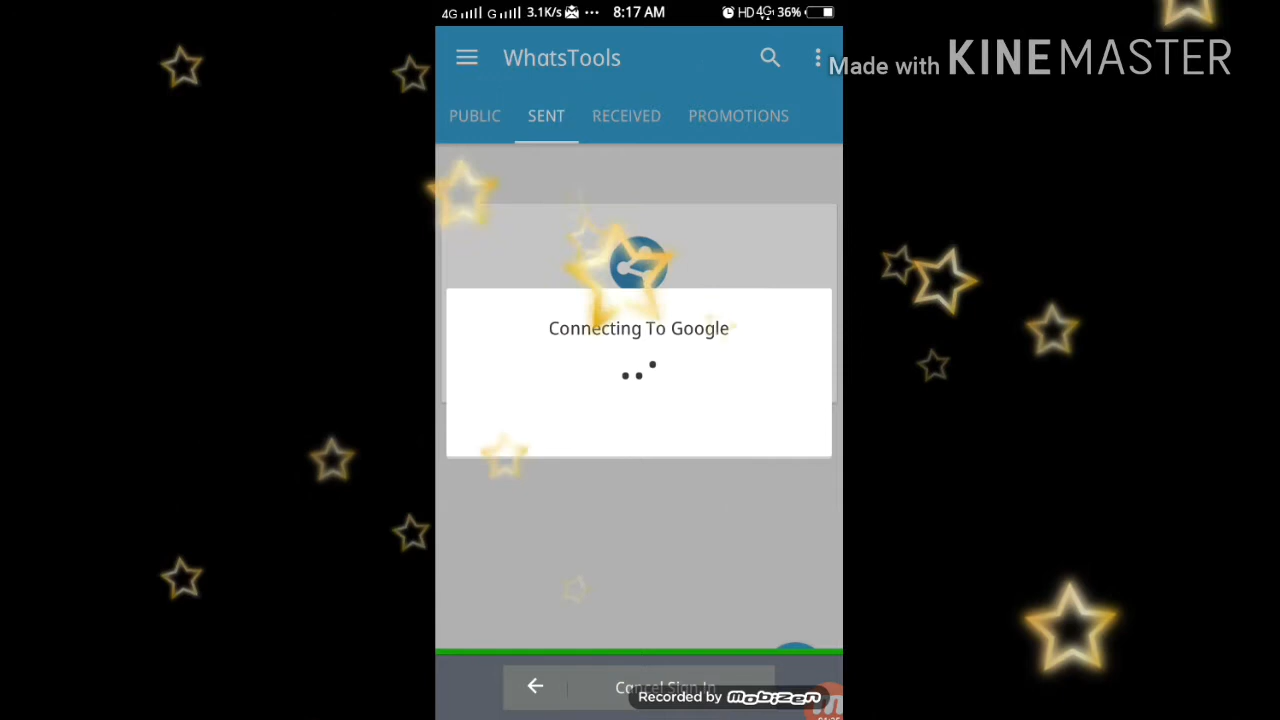 4G G 3.1K/s 8:17 AM HD 4G 36%
WhatsTools
Made with KINEMASTER
PUBLIC SENT RECEIVED PROMOTIONS
Connecting To Google
Cancel Sign In
Recorded by mobizen